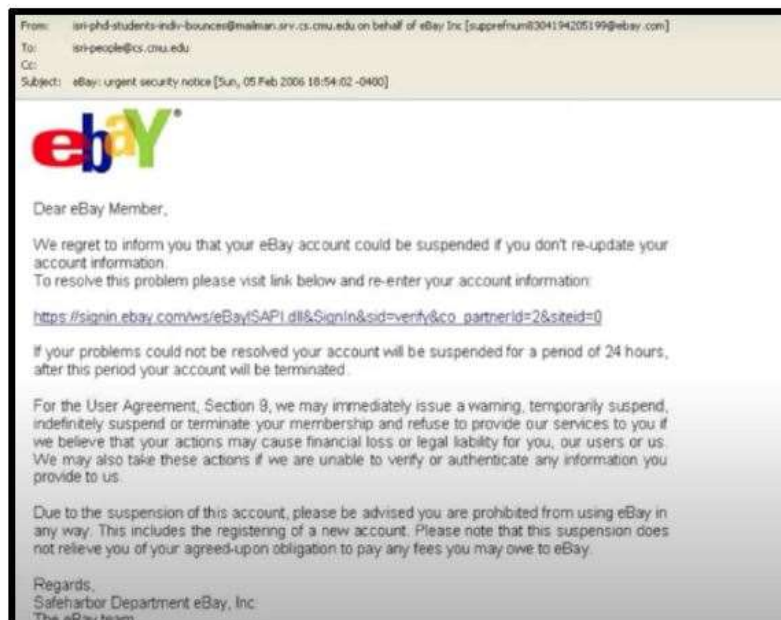 From: isri-phd-students-indiv-bounces@mailman.srv.cs.cmu.edu on behalf of eBay Inc [supprefnum8304194205199@ebay.com]
To: isri-people@cs.cmu.edu
Cc:
Subject: eBay: urgent security notice [Sun, 05 Feb 2006 18:54:02 -0400]
ebaY®
Dear eBay Member,
We regret to inform you that your eBay account could be suspended if you don't re-update your
account information.
To resolve this problem please visit link below and re-enter your account information:
https://signin.ebay.com/ws/eBayISAPI.dll&SignIn&sid=verify&co_partnerId=2&siteid=0
If your problems could not be resolved your account will be suspended for a period of 24 hours,
after this period your account will be terminated.
For the User Agreement, Section 9, we may immediately issue a warning, temporarily suspend,
indefinitely suspend or terminate your membership and refuse to provide our services to you if
we believe that your actions may cause financial loss or legal liability for you, our users or us.
We may also take these actions if we are unable to verify or authenticate any information you
provide to us.
Due to the suspension of this account, please be advised you are prohibited from using eBay in
any way. This includes the registering of a new account. Please note that this suspension does
not relieve you of your agreed-upon obligation to pay any fees you may owe to eBay.
Regards,
Safeharbor Department eBay, Inc
The eBay team